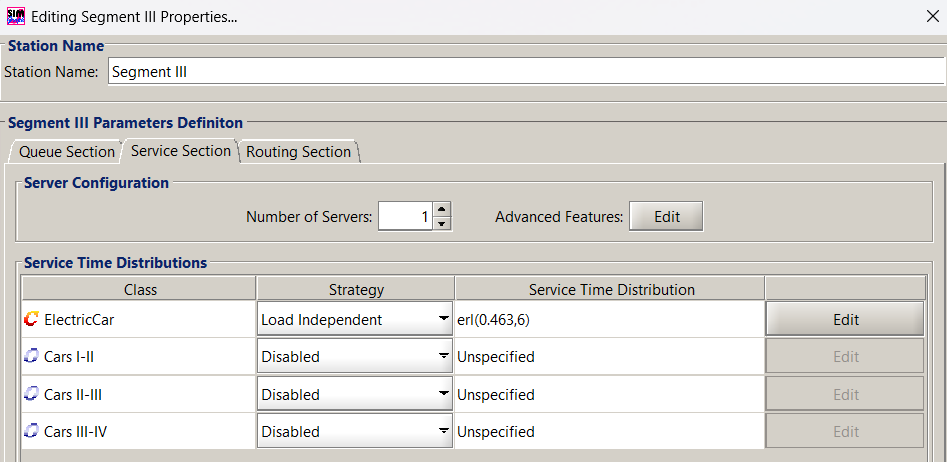 Editing Segment III Properties...
Station Name
Station Name: Segment III
Segment III Parameters Definiton
Queue Section Service Section Routing Section
Server Configuration
Number of Servers: 1 Advanced Features: Edit
Service Time Distributions
Class Strategy Service Time Distribution
ElectricCar Load Independent erl(0.463,6) Edit
Cars I-II Disabled Unspecified Edit
Cars II-III Disabled Unspecified Edit
Cars III-IV Disabled Unspecified Edit